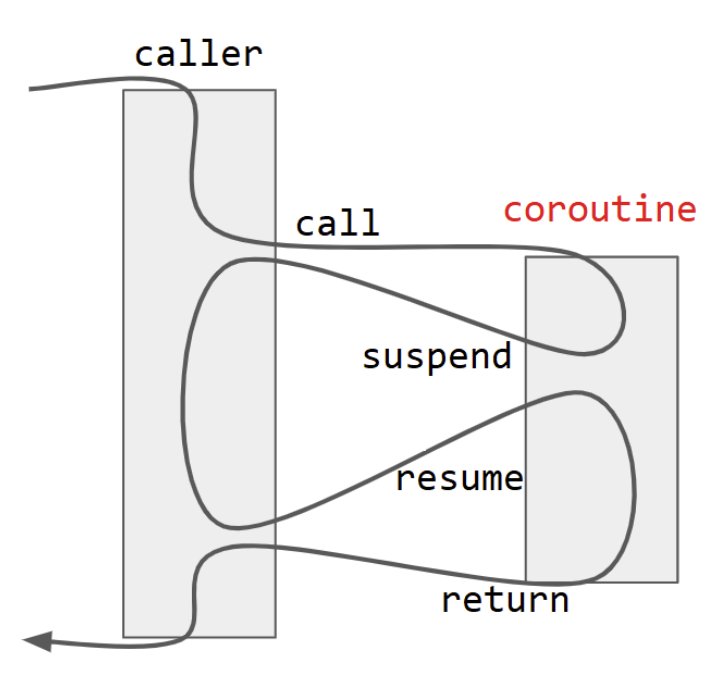 caller
call
coroutine
suspend
resume
return